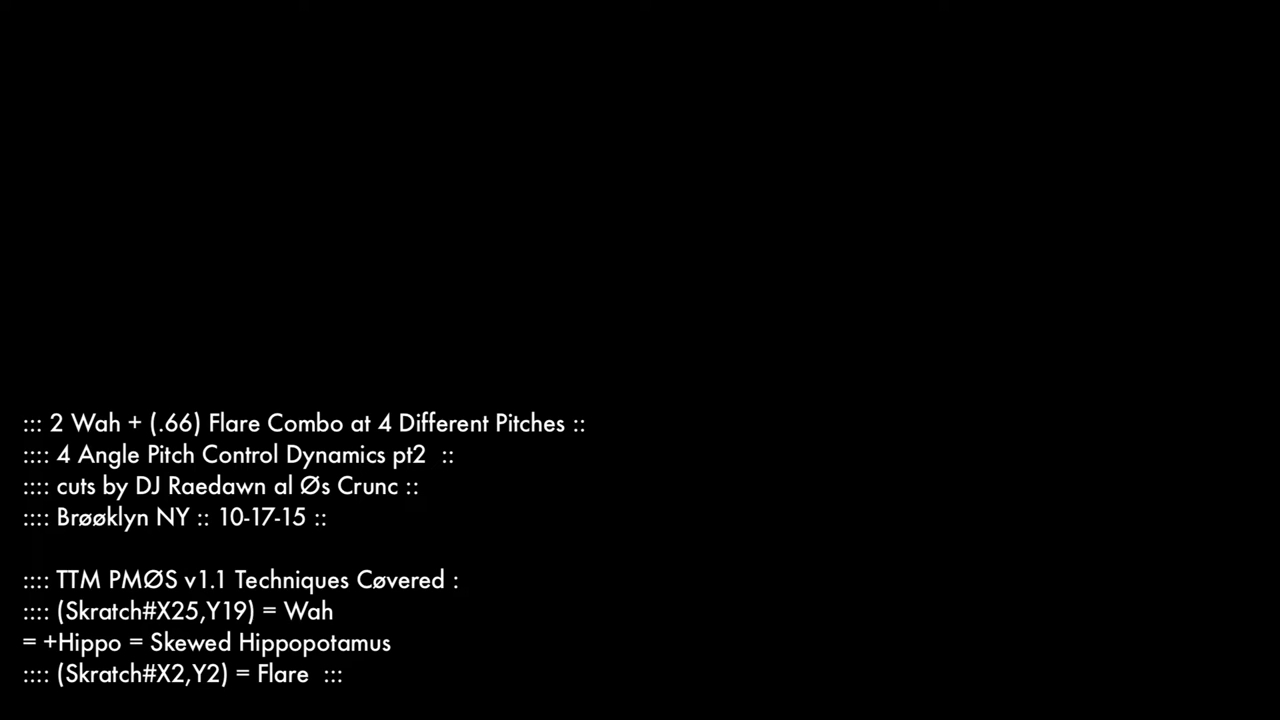 ::: 2 Wah + (.66) Flare Combo at 4 Different Pitches ::
:::: 4 Angle Pitch Control Dynamics pt2  ::
:::: cuts by DJ Raedawn al Øs Crunc ::
:::: Brøøklyn NY :: 10-17-15 ::
:::: TTM PMØS v1.1 Techniques Cøvered :
:::: (Skratch#X25,Y19) = Wah
= +Hippo = Skewed Hippopotamus
:::: (Skratch#X2,Y2) = Flare  :::